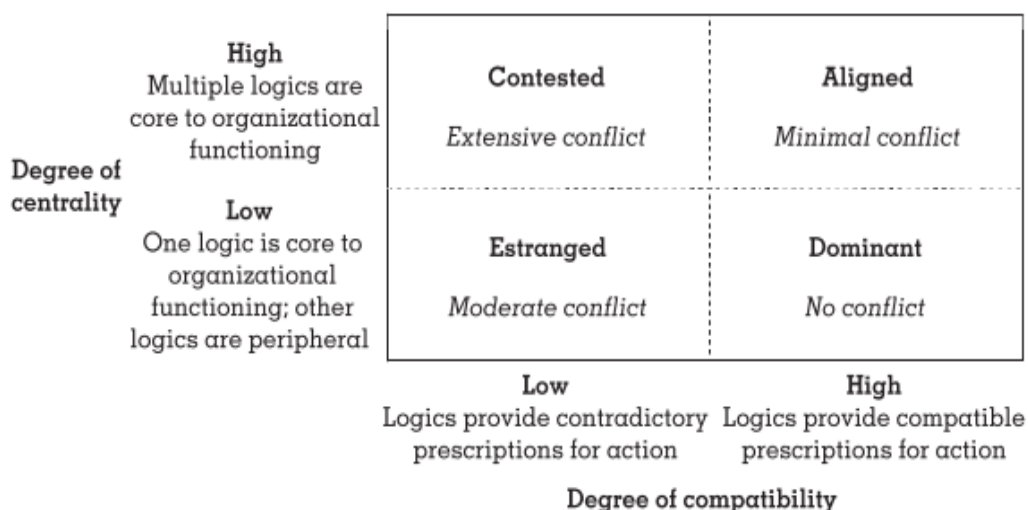 High
Multiple logics are
core to organizational
functioning
Degree of
centrality
Low
One logic is core to
organizational
functioning; other
logics are peripheral
Contested
Extensive conflict
Aligned
Minimal conflict
Estranged
Moderate conflict
Dominant
No conflict
Low
Logics provide contradictory
prescriptions for action
High
Logics provide compatible
prescriptions for action
Degree of compatibility